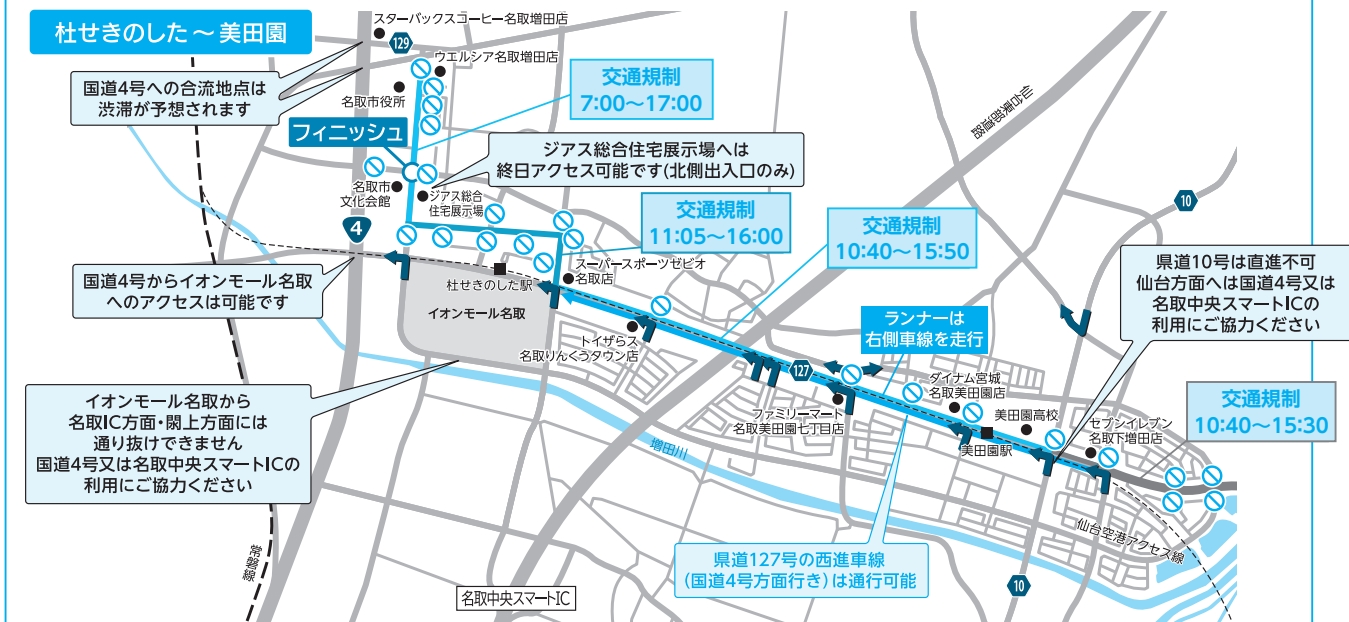 杜せきのした～美田園
スターバックスコーヒー名取増田店
129
ウエルシア名取増田店
国道4号への合流地点は
渋滞が予想されます
名取市役所
交通規制
7:00～17:00
仙台東部道路
フィニッシュ
ジアス総合住宅展示場へは
終日アクセス可能です(北側出入口のみ)
名取市
文化会館
ジアス総合
住宅展示場
4
交通規制
11:05～16:00
交通規制
10:40～15:50
10
国道4号からイオンモール名取
へのアクセスは可能です
杜せきのした駅
スーパースポーツゼビオ
名取店
県道10号は直進不可
仙台方面へは国道4号又は
名取中央スマートICの
利用にご協力ください
イオンモール名取
トイザらス
名取りんくうタウン店
ランナーは
右側車線を走行
127
ダイナム宮城
名取美田園店
イオンモール名取から
名取IC方面・閖上方面には
通り抜けできません
国道4号又は名取中央スマートICの
利用にご協力ください
ファミリーマート
名取美田園七丁目店
美田園高校
美田園駅
セブンイレブン
名取下増田店
交通規制
10:40～15:30
増田川
仙台空港アクセス線
常磐線
県道127号の西進車線
(国道4号方面行き)は通行可能
名取中央スマートIC
10